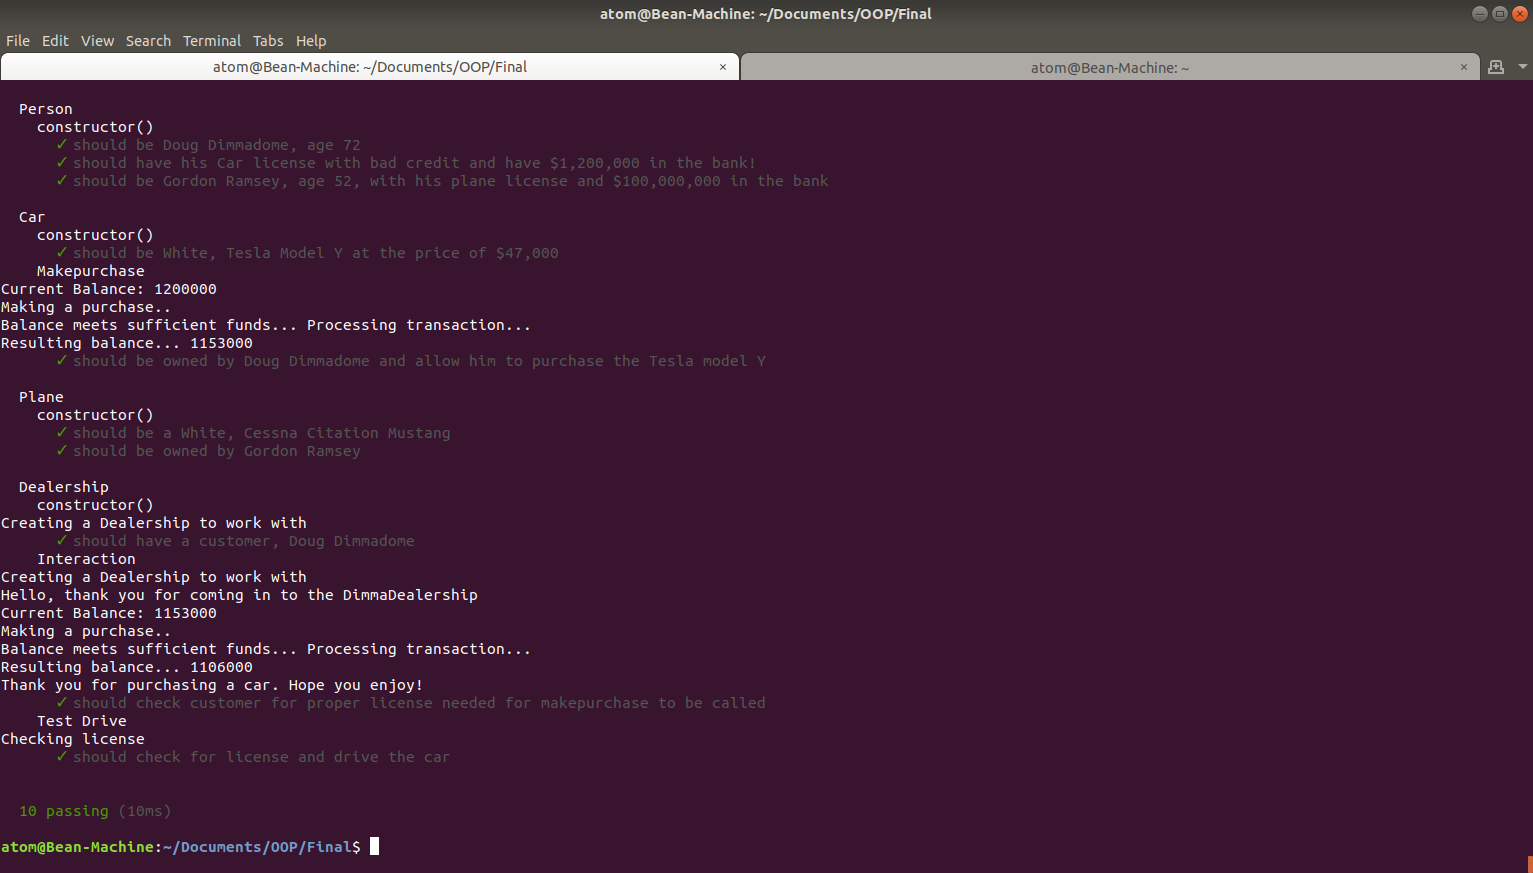 atom@Bean-Machine: ~/Documents/OOP/Final
File Edit View Search Terminal Tabs Help
atom@Bean-Machine: ~/Documents/OOP/Final × atom@Bean-Machine: ~ ×
Person
constructor()
✓ should be Doug Dimmadome, age 72
✓ should have his Car license with bad credit and have $1,200,000 in the bank!
✓ should be Gordon Ramsey, age 52, with his plane license and $100,000,000 in the bank
Car
constructor()
✓ should be White, Tesla Model Y at the price of $47,000
Makepurchase
Current Balance: 1200000
Making a purchase..
Balance meets sufficient funds... Processing transaction...
Resulting balance... 1153000
✓ should be owned by Doug Dimmadome and allow him to purchase the Tesla model Y
Plane
constructor()
✓ should be a White, Cessna Citation Mustang
✓ should be owned by Gordon Ramsey
Dealership
constructor()
Creating a Dealership to work with
✓ should have a customer, Doug Dimmadome
Interaction
Creating a Dealership to work with
Hello, thank you for coming in to the DimmaDealership
Current Balance: 1153000
Making a purchase..
Balance meets sufficient funds... Processing transaction...
Resulting balance... 1106000
Thank you for purchasing a car. Hope you enjoy!
✓ should check customer for proper license needed for makepurchase to be called
Test Drive
Checking license
✓ should check for license and drive the car
10 passing (10ms)
atom@Bean-Machine:~/Documents/OOP/Final$